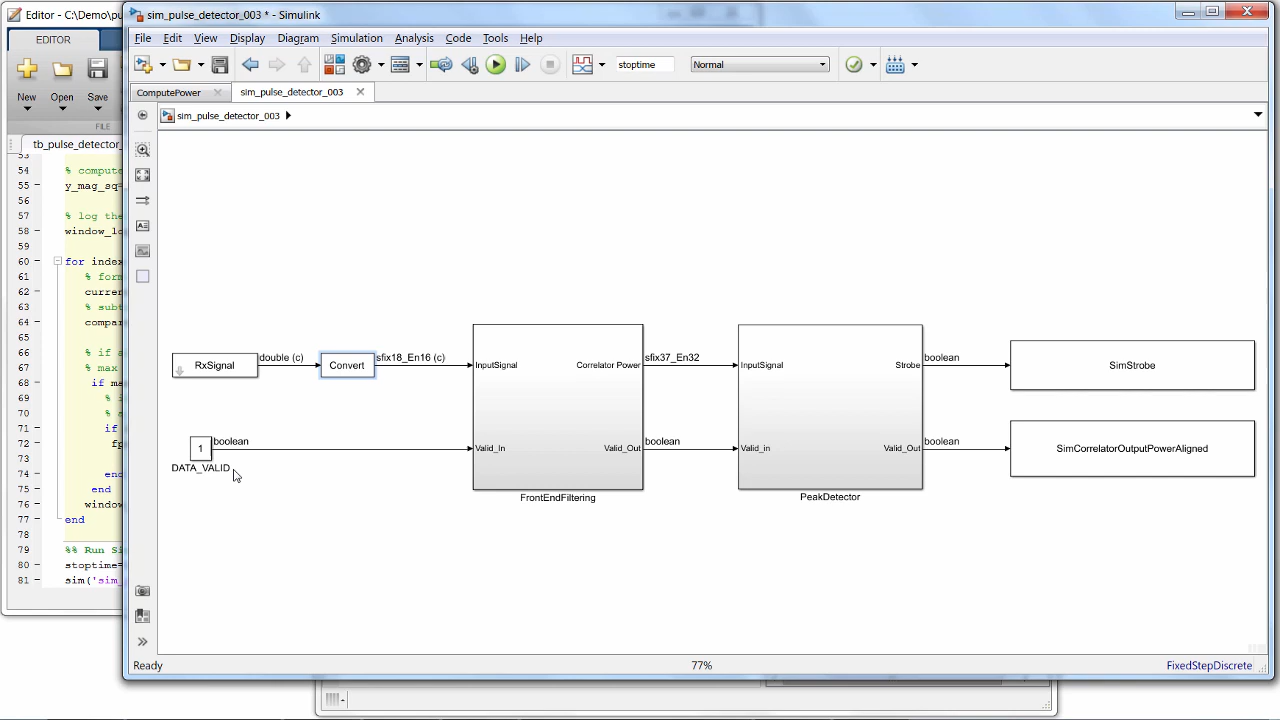 Editor - C:\Demo\pu
EDITOR
New
Open
Save
FILE
tb_pulse_detector_
53
54 % compute
55 y_mag_sq=
56
57 % log the
58 window_lo
59
60 for index
61 % form
62 curren
63 % subt
64 compar
65
66 % if a
67 % max
68 if ma
69 % i
70 % a
71 if
72 fp
73
74 end
75 end
76 window
77 end
78
79 %% Run Si
80 stoptime=
81 sim('sim_
sim_pulse_detector_003 * - Simulink
File Edit View Display Diagram Simulation Analysis Code Tools Help
stoptime
Normal
ComputePower
sim_pulse_detector_003
sim_pulse_detector_003
RxSignal
double (c)
Convert
sfix18_En16 (c)
InputSignal
Correlator Power
sfix37_En32
InputSignal
Strobe
boolean
SimStrobe
1
boolean
DATA_VALID
Valid_In
Valid_Out
boolean
Valid_in
Valid_Out
boolean
SimCorrelatorOutputPowerAligned
FrontEndFiltering
PeakDetector
Ready
77%
FixedStepDiscrete